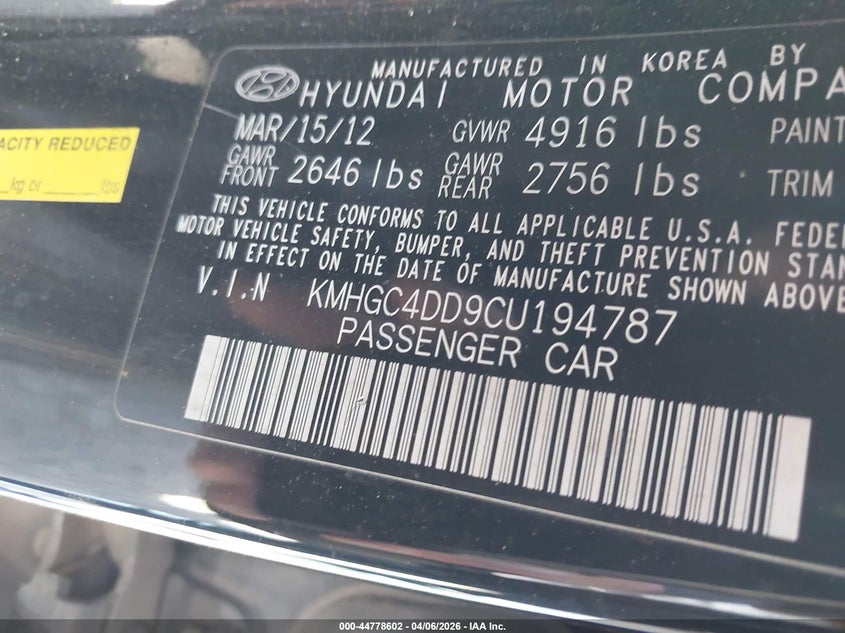 MANUFACTURED IN KOREA BY
HYUNDAI MOTOR COMPA
MAR/15/12 GVWR 4916 lbs PAINT
GAWR FRONT 2646 lbs GAWR REAR 2756 lbs TRIM
THIS VEHICLE CONFORMS TO ALL APPLICABLE U.S.A. FEDE
MOTOR VEHICLE SAFETY, BUMPER, AND THEFT PREVENTION STAN
IN EFFECT ON THE DATE OF MANUFACTURE SHOWN ABOVE
V.I.N KMHGC4DD9CU194787
PASSENGER CAR
ACITY REDUCED
kg or ______ lbs
000-44778602 - 04/06/2026 - IAA Inc.